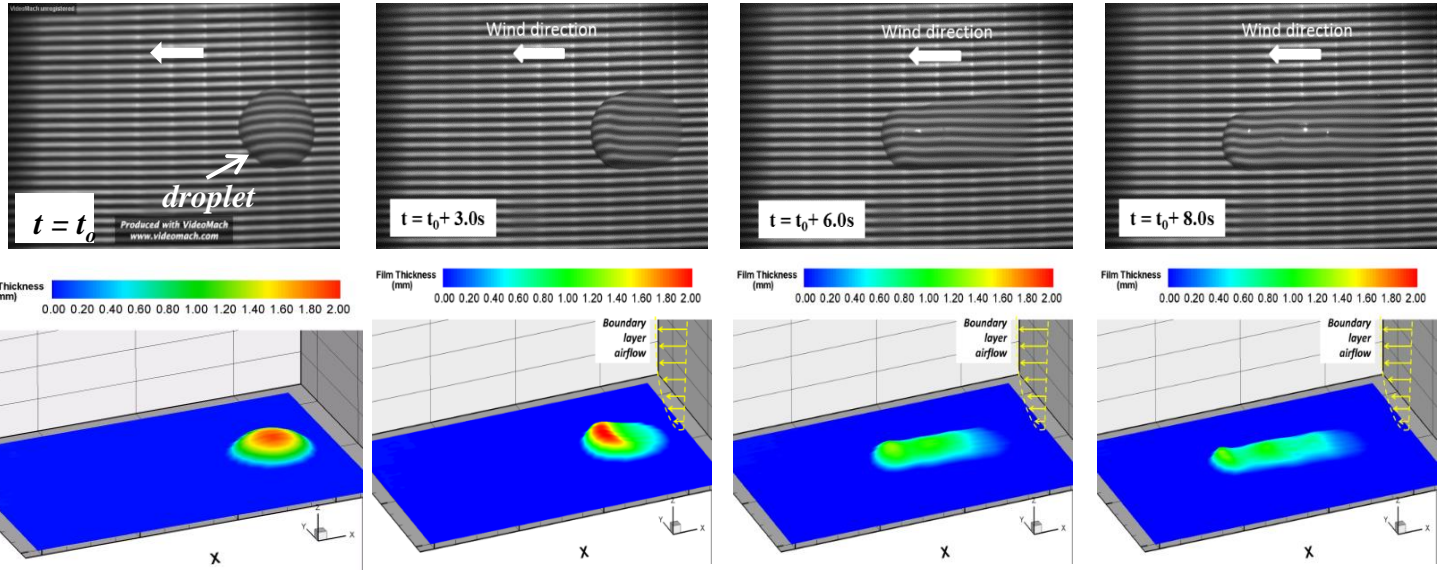 VideoMach unregistered
droplet
t = t₀
Produced with VideoMach
www.videomach.com
Wind direction
t = t₀+ 3.0s
Wind direction
t = t₀+ 6.0s
Wind direction
t = t₀+ 8.0s
Thickness
mm)
0.00 0.20 0.40 0.60 0.80 1.00 1.20 1.40 1.60 1.80 2.00
Z
Y
X
X
Film Thickness
(mm)
0.00 0.20 0.40 0.60 0.80 1.00 1.20 1.40 1.60 1.80 2.00
Boundary
layer
airflow
Z
Y
X
X
Film Thickness
(mm)
0.00 0.20 0.40 0.60 0.80 1.00 1.20 1.40 1.60 1.80 2.00
Boundary
layer
airflow
Z
Y
X
X
Film Thickness
(mm)
0.00 0.20 0.40 0.60 0.80 1.00 1.20 1.40 1.60 1.80 2.00
Boundary
layer
airflow
Z
Y
X
X